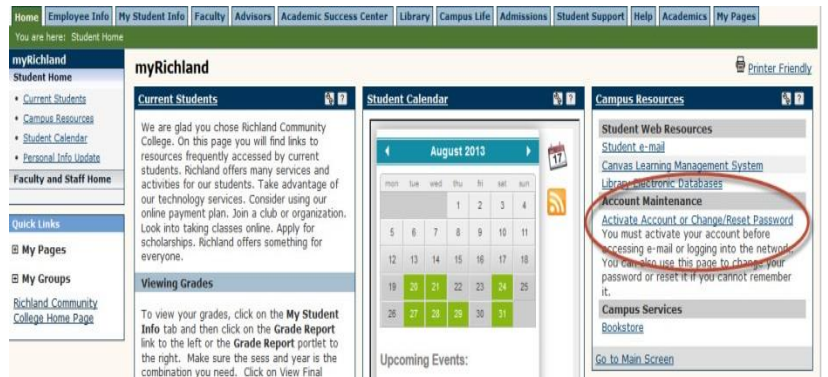 Home Employee Info My Student Info Faculty Advisors Academic Success Center Library Campus Life Admissions Student Support Help Academics My Pages
You are here: Student Home
myRichland
Student Home
• Current Students
• Campus Resources
• Student Calendar
• Personal Info Update
Faculty and Staff Home
Quick Links
My Pages
My Groups
Richland Community
College Home Page
myRichland
Printer Friendly
Current Students
We are glad you chose Richland Community
College. On this page you will find links to
resources frequently accessed by current
students. Richland offers many services and
activities for our students. Take advantage of
our technology services. Consider using our
online payment plan. Join a club or organization.
Look into taking classes online. Apply for
scholarships. Richland offers something for
everyone.
Viewing Grades
To view your grades, click on the My Student
Info tab and then click on the Grade Report
link to the left or the Grade Report portlet to
the right. Make sure the sess and year is the
combination you need. Click on View Final
Student Calendar
August 2013
17
mon tue wed thu fri sat sun
1 2 3 4
5 6 7 8 9 10 11
12 13 14 15 16 17 18
19 20 21 22 23 24 25
26 27 28 29 30 31
Upcoming Events:
Campus Resources
Student Web Resources
Student e-mail
Canvas Learning Management System
Library Electronic Databases
Account Maintenance
Activate Account or Change/Reset Password
You must activate your account before
accessing e-mail or logging into the network.
You can also use this page to change your
password or reset it if you cannot remember
it.
Campus Services
Bookstore
Go to Main Screen